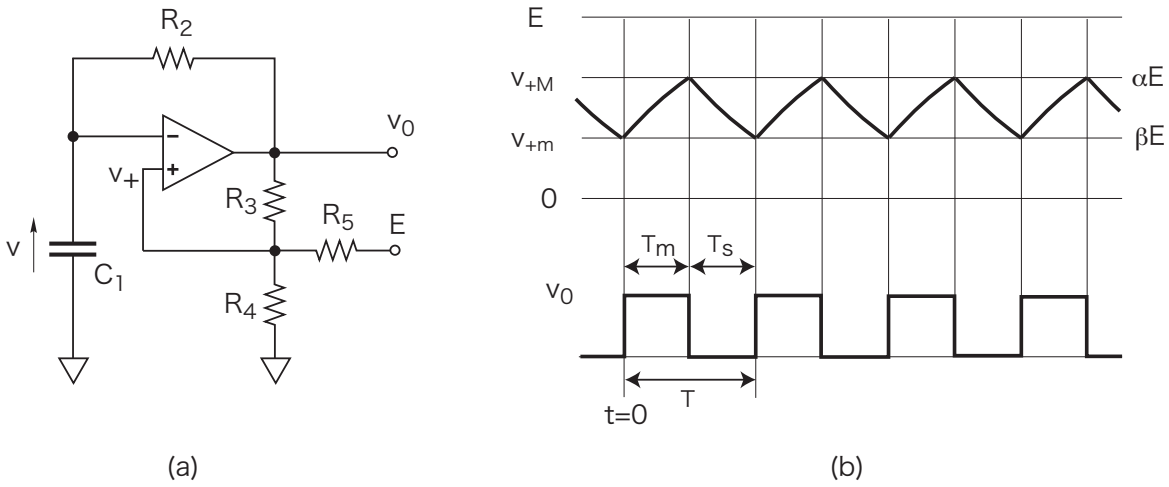 R2
v0
−
+
v+
R3
R5
E
v
C1
R4
(a)
E
v+M
αE
v+m
βE
0
Tm
Ts
v0
T
t=0
(b)